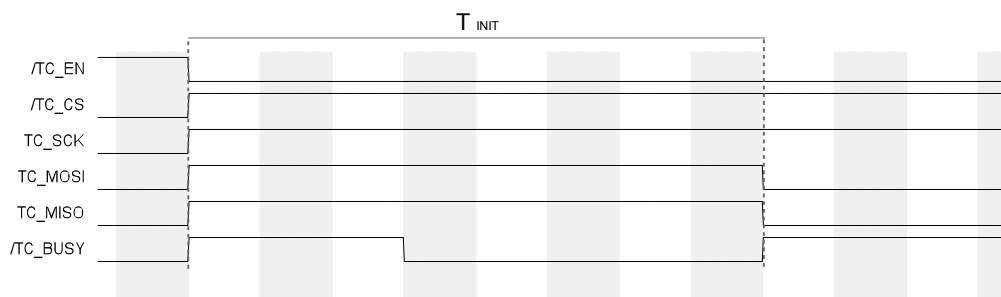 T INIT
/TC_EN
/TC_CS
TC_SCK
TC_MOSI
TC_MISO
/TC_BUSY